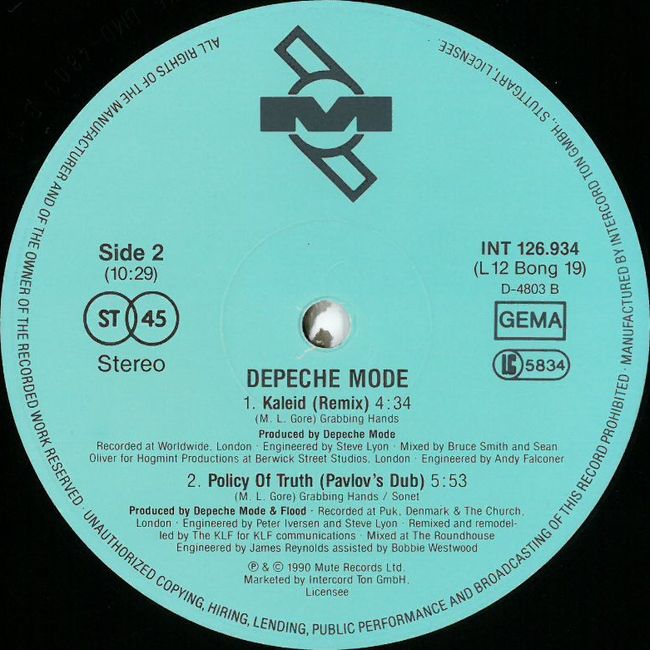 ALL RIGHTS OF THE MANUFACTURER AND OF THE OWNER OF THE RECORDED WORK RESERVED · UNAUTHORIZED COPYING, HIRING, LENDING, PUBLIC PERFORMANCE AND BROADCASTING OF THIS RECORD PROHIBITED · MANUFACTURED BY INTERCORD TON GMBH., STUTTGART, LICENSEE.
M
Side 2
(10:29)
ST 45
Stereo
INT 126.934
(L12 Bong 19)
D-4803 B
GEMA
LC 5834
DEPECHE MODE
1. Kaleid (Remix) 4:34
(M. L. Gore) Grabbing Hands
Produced by Depeche Mode
Recorded at Worldwide, London · Engineered by Steve Lyon · Mixed by Bruce Smith and Sean
Oliver for Hogmint Productions at Berwick Street Studios, London · Engineered by Andy Falconer
2. Policy Of Truth (Pavlov's Dub) 5:53
(M. L. Gore) Grabbing Hands / Sonet
Produced by Depeche Mode & Flood · Recorded at Puk, Denmark & The Church,
London · Engineered by Peter Iversen and Steve Lyon · Remixed and remodel-
led by The KLF for KLF communications · Mixed at The Roundhouse
Engineered by James Reynolds assisted by Bobbie Westwood
℗ & © 1990 Mute Records Ltd.
Marketed by Intercord Ton GmbH.
Licensee